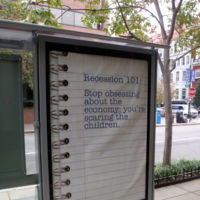 Recession 101
Stop obsessing
about the
economy; you're
scaring the
children.